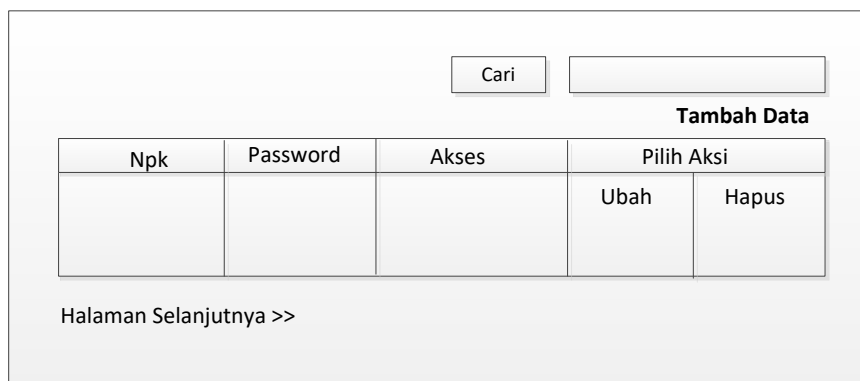 Cari
Tambah Data
Npk Password Akses Pilih Aksi
Ubah Hapus
Halaman Selanjutnya >>